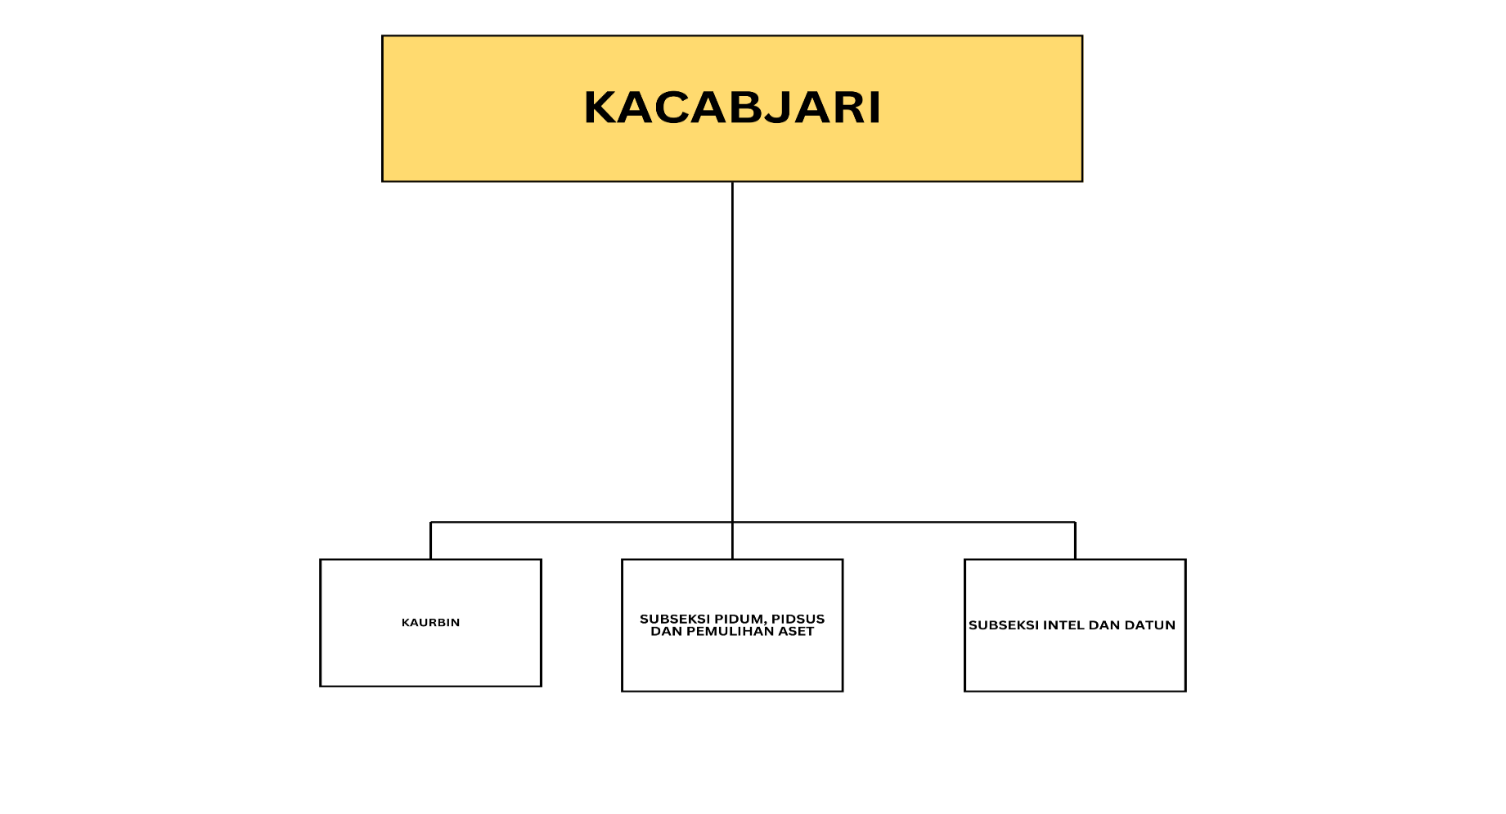 KACABJARI
KAURBIN
SUBSEKSI PIDUM, PIDSUS
DAN PEMULIHAN ASET
SUBSEKSI INTEL DAN DATUN